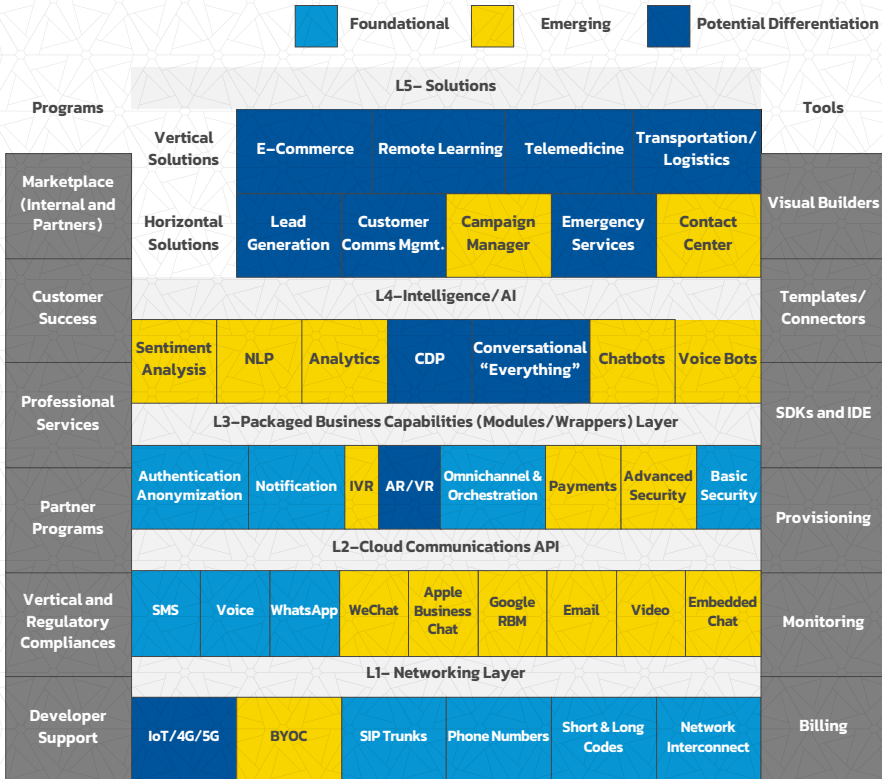 Foundational
Emerging
Potential Differentiation
Programs
L5– Solutions
Tools
Vertical
Solutions
E–Commerce
Remote Learning
Telemedicine
Transportation/
Logistics
Marketplace
(Internal and
Partners)
Visual Builders
Horizontal
Solutions
Lead
Generation
Customer
Comms Mgmt.
Campaign
Manager
Emergency
Services
Contact
Center
L4–Intelligence/AI
Customer
Success
Templates/
Connectors
Sentiment
Analysis
NLP
Analytics
CDP
Conversational
“Everything”
Chatbots
Voice Bots
Professional
Services
L3–Packaged Business Capabilities (Modules/Wrappers) Layer
SDKs and IDE
Authentication
Anonymization
Notification
IVR
AR/VR
Omnichannel &
Orchestration
Payments
Advanced
Security
Basic
Security
Partner
Programs
Provisioning
L2–Cloud Communications API
Vertical and
Regulatory
Compliances
SMS
Voice
WhatsApp
WeChat
Apple
Business
Chat
Google
RBM
Email
Video
Embedded
Chat
Monitoring
L1– Networking Layer
Developer
Support
IoT/4G/5G
BYOC
SIP Trunks
Phone Numbers
Short & Long
Codes
Network
Interconnect
Billing